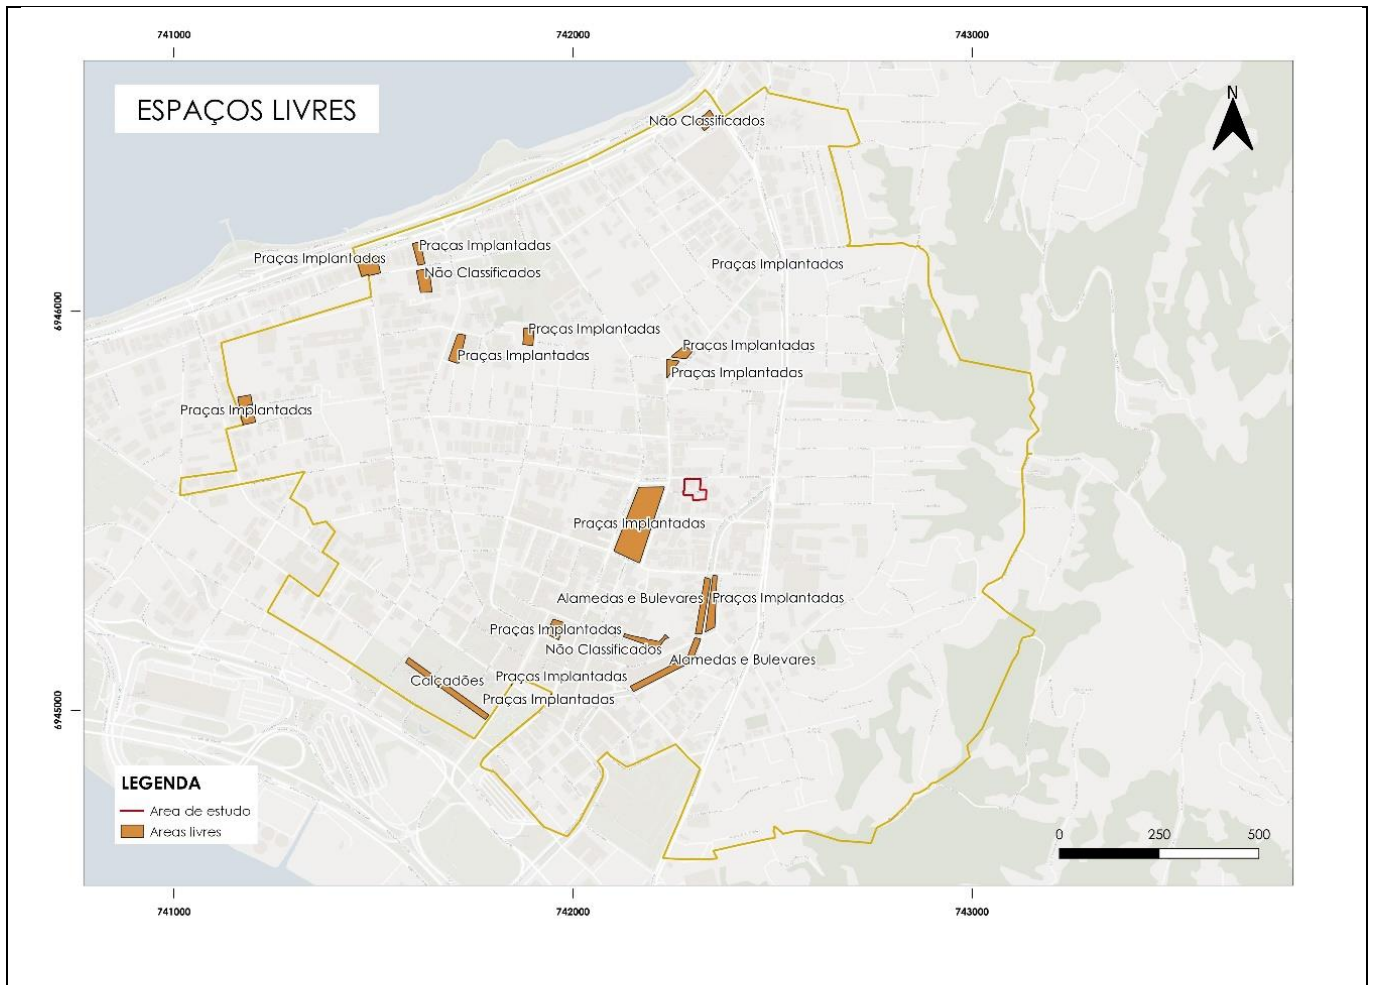 741000
742000
743000
ESPAÇOS LIVRES
N
Não Classificados
Praças Implantadas
Praças Implantadas
Praças Implantadas
Não Classificados
6946000
Praças Implantadas
Praças Implantadas
Praças Implantadas
Praças Implantadas
Praças Implantadas
Praças Implantadas
Alamedas e Bulevares
Praças Implantadas
Praças Implantadas
Não Classificados
Alamedas e Bulevares
Praças Implantadas
Calçadões
Praças Implantadas
6945000
LEGENDA
Area de estudo
Areas livres
0
250
500
741000
742000
743000